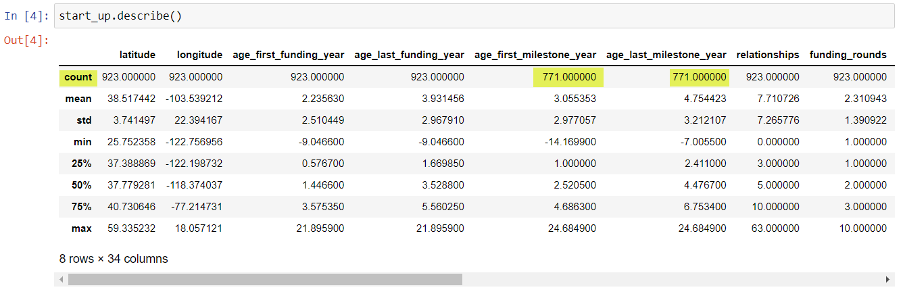 In [4]: start_up.describe()
Out[4]:
latitude longitude age_first_funding_year age_last_funding_year age_first_milestone_year age_last_milestone_year relationships funding_rounds
count 923.000000 923.000000 923.000000 923.000000 771.000000 771.000000 923.000000 923.000000
mean 38.517442 -103.539212 2.235630 3.931456 3.055353 4.754423 7.710726 2.310943
std 3.741497 22.394167 2.510449 2.967910 2.977057 3.212107 7.265776 1.390922
min 25.752358 -122.756956 -9.046600 -9.046600 -14.169900 -7.005500 0.000000 1.000000
25% 37.388869 -122.198732 0.576700 1.669850 1.000000 2.411000 3.000000 1.000000
50% 37.779281 -118.374037 1.446600 3.528800 2.520500 4.476700 5.000000 2.000000
75% 40.730646 -77.214731 3.575350 5.560250 4.686300 6.753400 10.000000 3.000000
max 59.335232 18.057121 21.895900 21.895900 24.684900 24.684900 63.000000 10.000000
8 rows × 34 columns